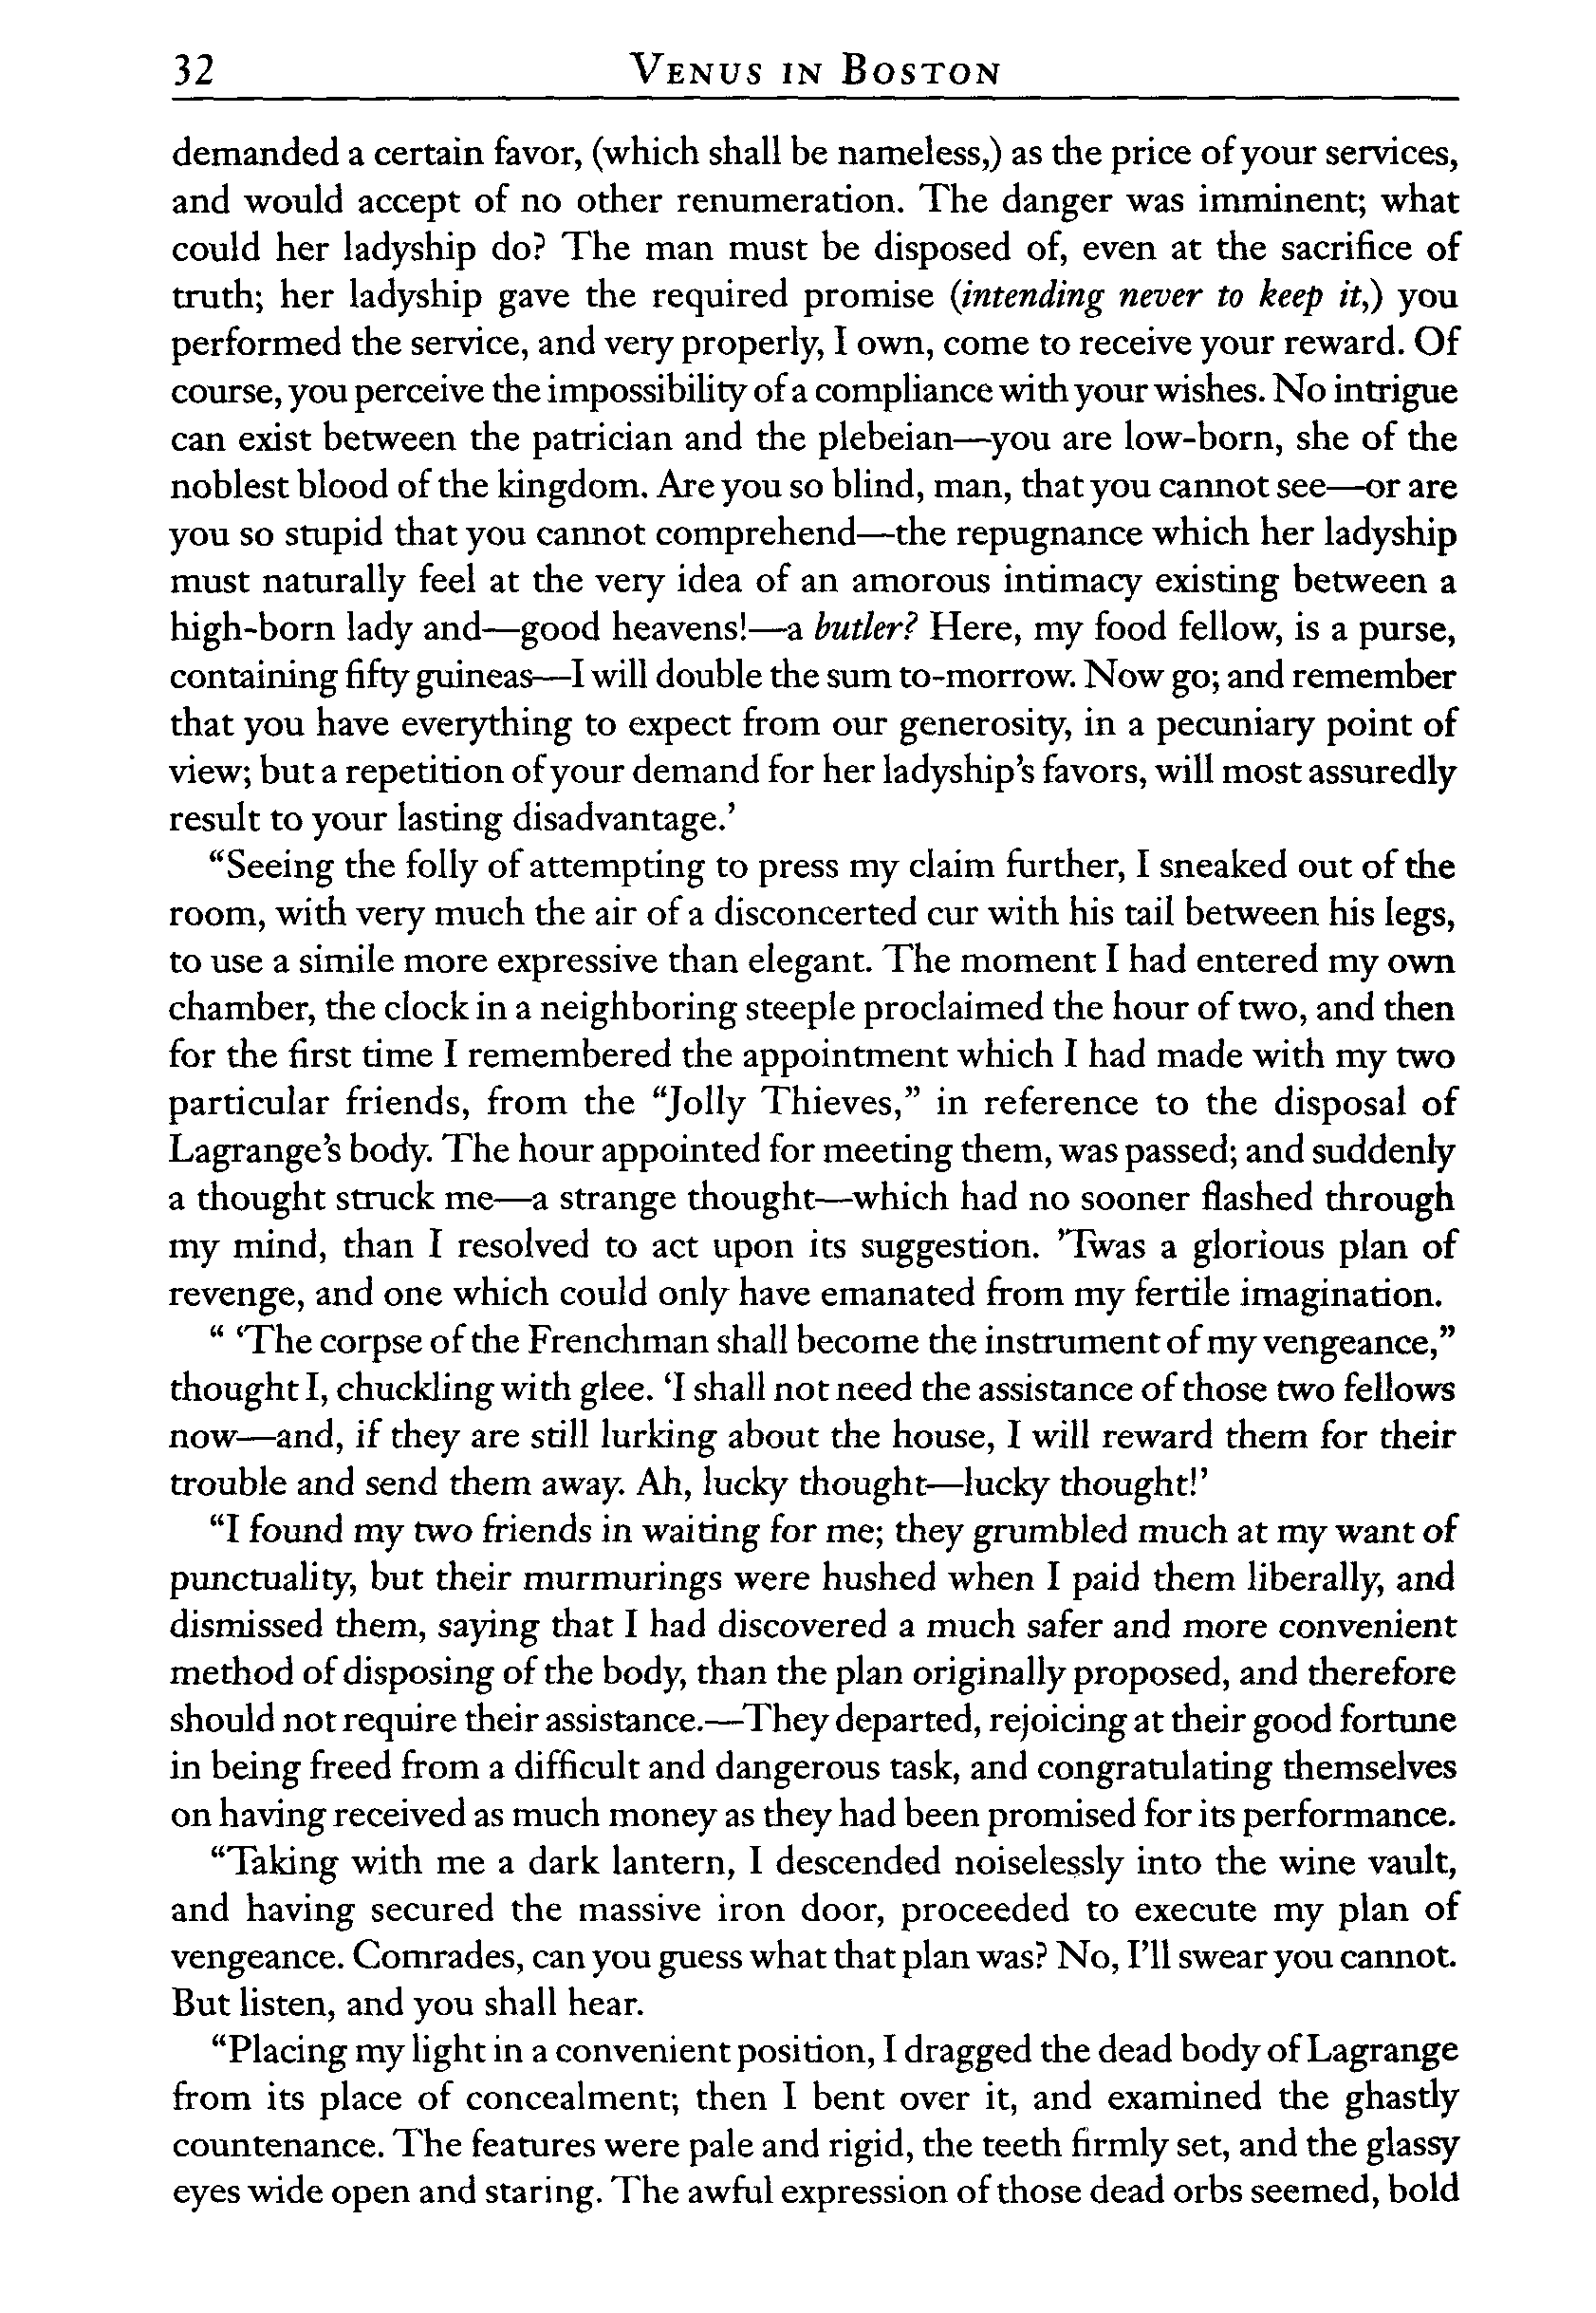 32 VENUS IN BOSTON
demanded a certain favor, (which shall be nameless,) as the price of your services,
and would accept of no other renumeration. The danger was imminent; what
could her ladyship do? The man must be disposed of, even at the sacrifice of
truth; her ladyship gave the required promise (intending never to keep it,) you
performed the service, and very properly, I own, come to receive your reward. Of
course, you perceive the impossibility of a compliance with your wishes. No intrigue
can exist between the patrician and the plebeian—you are low-born, she of the
noblest blood of the kingdom. Are you so blind, man, that you cannot see—or are
you so stupid that you cannot comprehend—the repugnance which her ladyship
must naturally feel at the very idea of an amorous intimacy existing between a
high-born lady and—good heavens!—a butler? Here, my food fellow, is a purse,
containing fifty guineas—I will double the sum to-morrow. Now go; and remember
that you have everything to expect from our generosity, in a pecuniary point of
view; but a repetition of your demand for her ladyship's favors, will most assuredly
result to your lasting disadvantage.’
“Seeing the folly of attempting to press my claim further, I sneaked out of the
room, with very much the air of a disconcerted cur with his tail between his legs,
to use a simile more expressive than elegant. The moment I had entered my own
chamber, the clock in a neighboring steeple proclaimed the hour of two, and then
for the first time I remembered the appointment which I had made with my two
particular friends, from the “Jolly Thieves,” in reference to the disposal of
Lagrange’s body. The hour appointed for meeting them, was passed; and suddenly
a thought struck me—a strange thought—which had no sooner flashed through
my mind, than I resolved to act upon its suggestion. ’Twas a glorious plan of
revenge, and one which could only have emanated from my fertile imagination.
“ ‘The corpse of the Frenchman shall become the instrument of my vengeance,”
thought I, chuckling with glee. ‘I shall not need the assistance of those two fellows
now—and, if they are still lurking about the house, I will reward them for their
trouble and send them away. Ah, lucky thought—lucky thought!’
“I found my two friends in waiting for me; they grumbled much at my want of
punctuality, but their murmurings were hushed when I paid them liberally, and
dismissed them, saying that I had discovered a much safer and more convenient
method of disposing of the body, than the plan originally proposed, and therefore
should not require their assistance.—They departed, rejoicing at their good fortune
in being freed from a difficult and dangerous task, and congratulating themselves
on having received as much money as they had been promised for its performance.
“Taking with me a dark lantern, I descended noiselessly into the wine vault,
and having secured the massive iron door, proceeded to execute my plan of
vengeance. Comrades, can you guess what that plan was? No, I’ll swear you cannot.
But listen, and you shall hear.
“Placing my light in a convenient position, I dragged the dead body of Lagrange
from its place of concealment; then I bent over it, and examined the ghastly
countenance. The features were pale and rigid, the teeth firmly set, and the glassy
eyes wide open and staring. The awful expression of those dead orbs seemed, bold